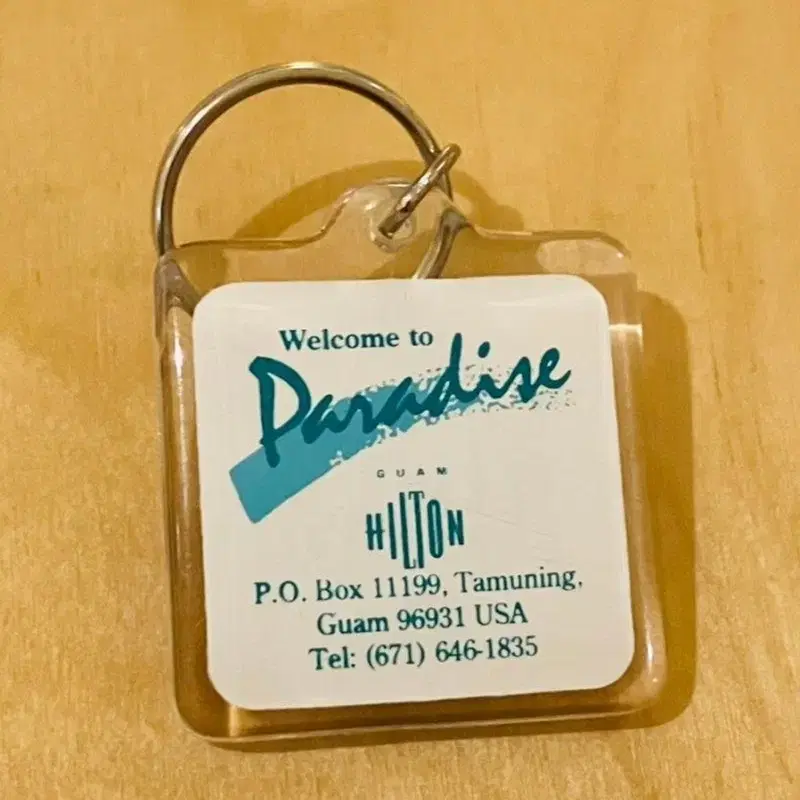 Welcome to
Paradise
GUAM
HILTON
P.O. Box 11199, Tamuning,
Guam 96931 USA
Tel: (671) 646-1835